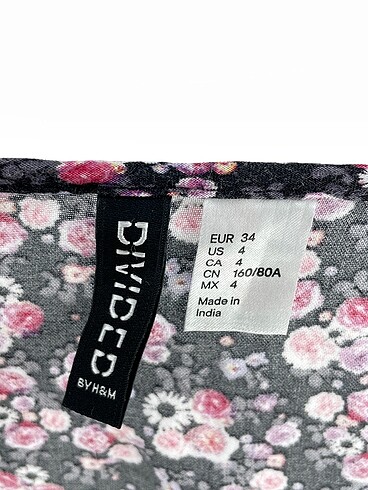 DIVIDED
BY H&M
EUR 34
US 4
CA 4
CN 160/80A
MX 4
Made in
India